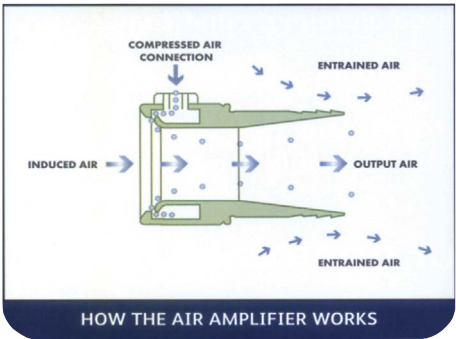 COMPRESSED AIR
CONNECTION
ENTRAINED AIR
INDUCED AIR
OUTPUT AIR
ENTRAINED AIR
HOW THE AIR AMPLIFIER WORKS